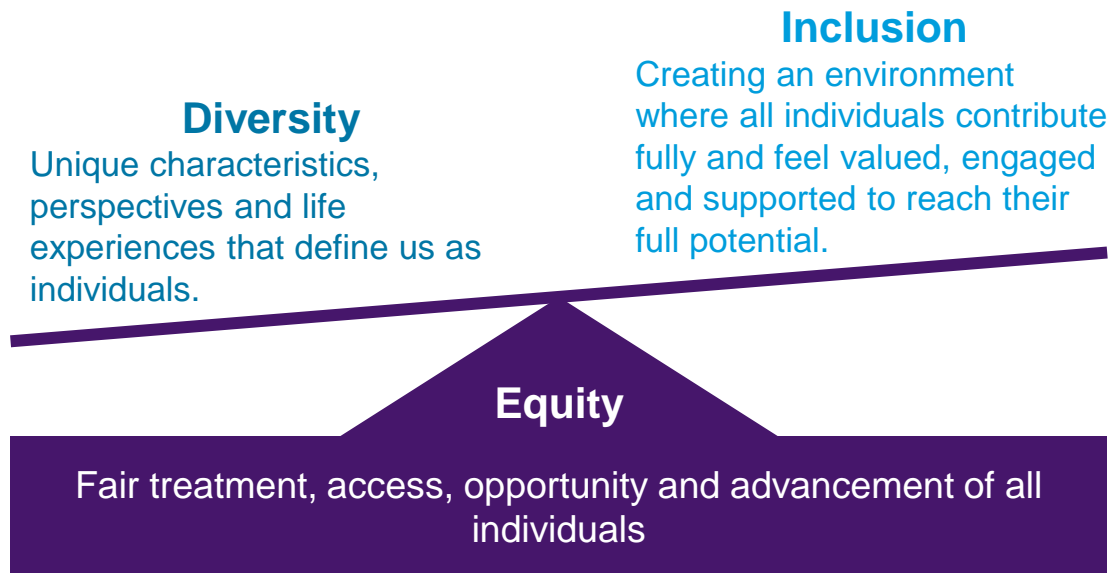 Inclusion
Creating an environment
where all individuals contribute
fully and feel valued, engaged
and supported to reach their
full potential.
Diversity
Unique characteristics,
perspectives and life
experiences that define us as
individuals.
Equity
Fair treatment, access, opportunity and advancement of all
individuals